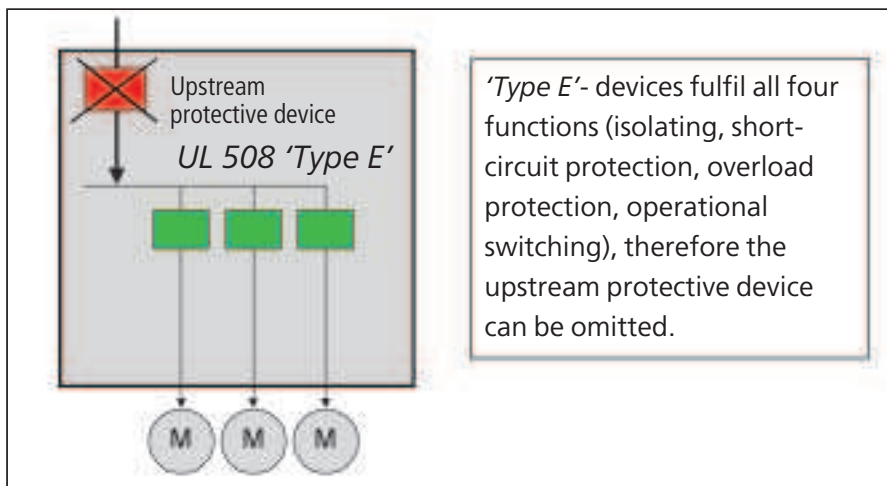 Upstream
protective device
UL 508 'Type E'
'Type E'- devices fulfil all four
functions (isolating, short-
circuit protection, overload
protection, operational
switching), therefore the
upstream protective device
can be omitted.
M M M